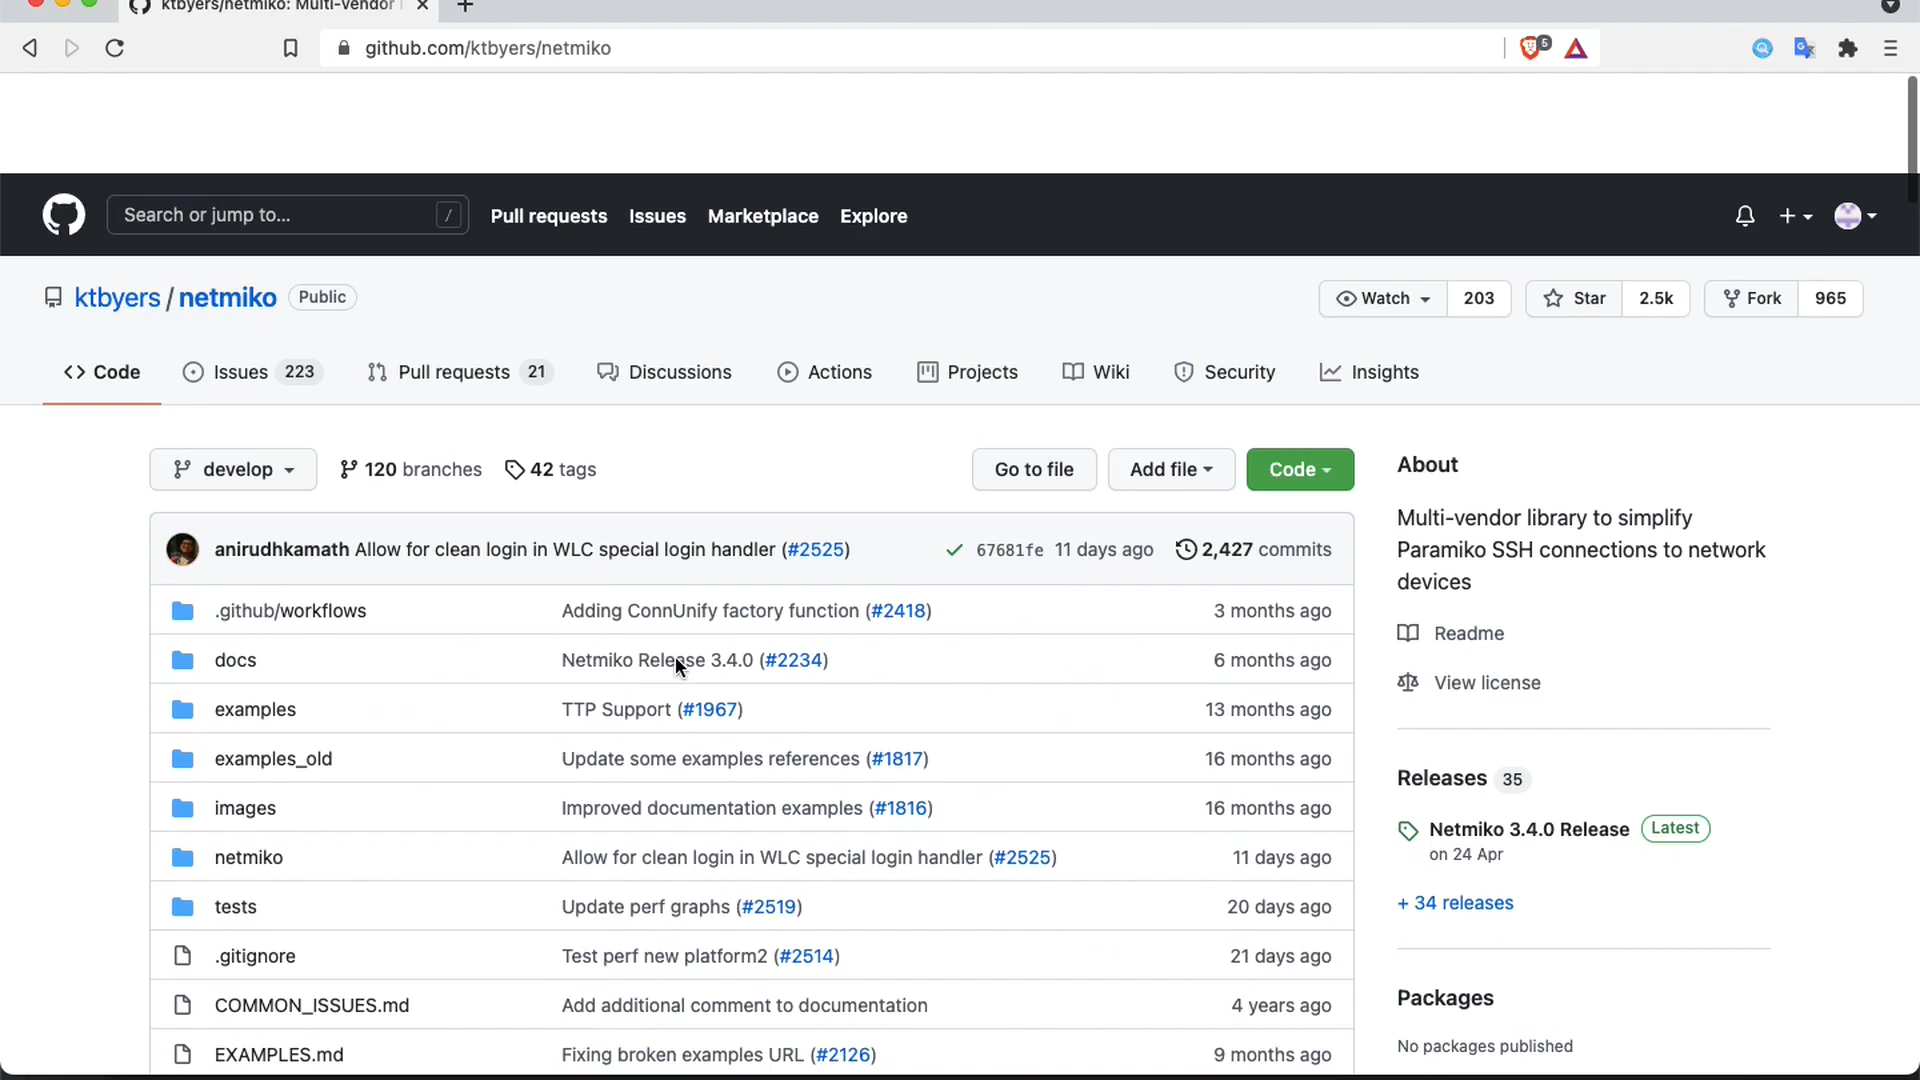 ktbyers/netmiko: Multi-vendor
github.com/ktbyers/netmiko
5
Search or jump to... /
Pull requests Issues Marketplace Explore
ktbyers / netmiko Public
Watch 203 Star 2.5k Fork 965
Code Issues 223 Pull requests 21 Discussions Actions Projects Wiki Security Insights
develop 120 branches 42 tags Go to file Add file Code
anirudhkamath Allow for clean login in WLC special login handler (#2525) 67681fe 11 days ago 2,427 commits
.github/workflows Adding ConnUnify factory function (#2418) 3 months ago
docs Netmiko Release 3.4.0 (#2234) 6 months ago
examples TTP Support (#1967) 13 months ago
examples_old Update some examples references (#1817) 16 months ago
images Improved documentation examples (#1816) 16 months ago
netmiko Allow for clean login in WLC special login handler (#2525) 11 days ago
tests Update perf graphs (#2519) 20 days ago
.gitignore Test perf new platform2 (#2514) 21 days ago
COMMON_ISSUES.md Add additional comment to documentation 4 years ago
EXAMPLES.md Fixing broken examples URL (#2126) 9 months ago
About
Multi-vendor library to simplify
Paramiko SSH connections to network
devices
Readme
View license
Releases 35
Netmiko 3.4.0 Release Latest
on 24 Apr
+ 34 releases
Packages
No packages published